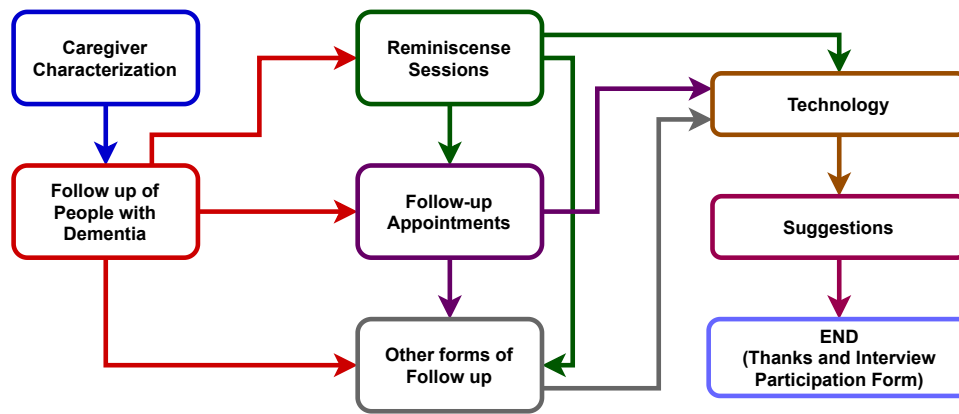 Caregiver
Characterization
Follow up of
People with
Dementia
Reminiscense
Sessions
Follow-up
Appointments
Other forms of
Follow up
Technology
Suggestions
END
(Thanks and Interview
Participation Form)